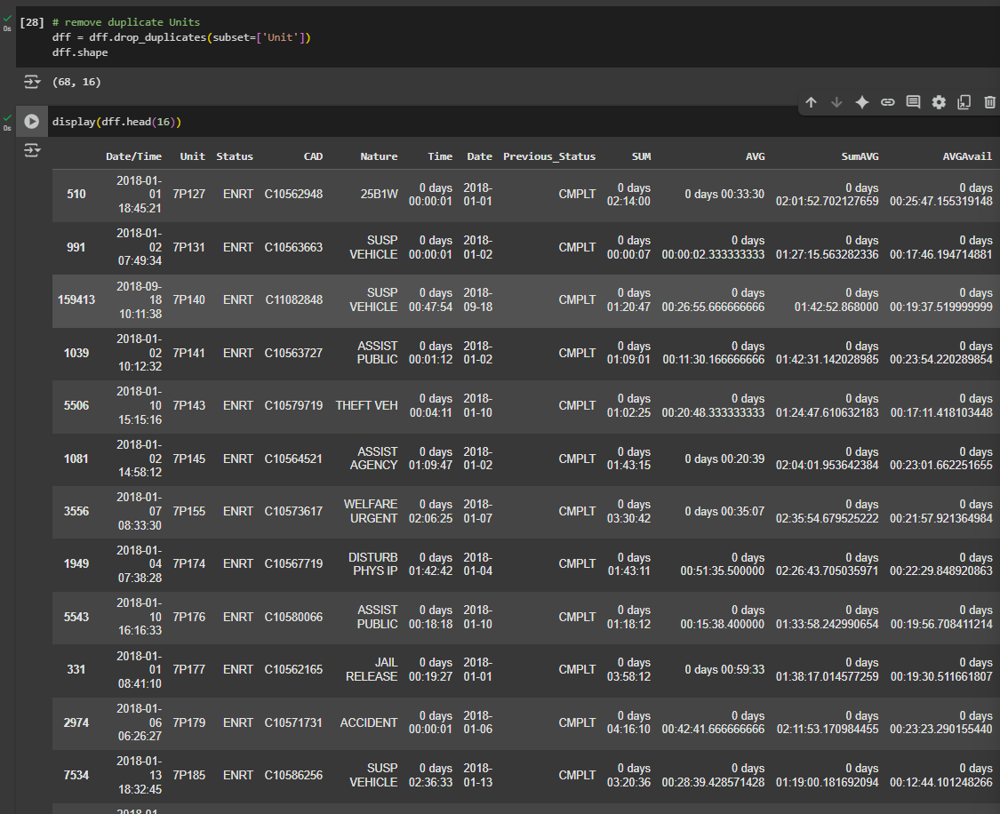 [28] # remove duplicate Units
0s
dff = dff.drop_duplicates(subset=['Unit'])
dff.shape
(68, 16)
display(dff.head(16))
0s
Date/Time Unit Status CAD Nature Time Date Previous_Status SUM AVG SumAVG AVGAvail
510 2018-01-01 18:45:21 7P127 ENRT C10562948 25B1W 0 days 00:00:01 2018-01-01 CMPLT 0 days 02:14:00 0 days 00:33:30 0 days 02:01:52.702127659 0 days 00:25:47.155319148
991 2018-01-02 07:49:34 7P131 ENRT C10563663 SUSP VEHICLE 0 days 00:00:01 2018-01-02 CMPLT 0 days 00:00:07 0 days 00:00:02.333333333 0 days 01:27:15.563282336 0 days 00:17:46.194714881
159413 2018-09-18 10:11:38 7P140 ENRT C11082848 SUSP VEHICLE 0 days 00:47:54 2018-09-18 CMPLT 0 days 01:20:47 0 days 00:26:55.666666666 0 days 01:42:52.868000 0 days 00:19:37.519999999
1039 2018-01-02 10:12:32 7P141 ENRT C10563727 ASSIST PUBLIC 0 days 00:01:12 2018-01-02 CMPLT 0 days 01:09:01 0 days 00:11:30.166666666 0 days 01:42:31.142028985 0 days 00:23:54.220289854
5506 2018-01-10 15:15:16 7P143 ENRT C10579719 THEFT VEH 0 days 00:04:11 2018-01-10 CMPLT 0 days 01:02:25 0 days 00:20:48.333333333 0 days 01:24:47.610632183 0 days 00:17:11.418103448
1081 2018-01-02 14:58:12 7P145 ENRT C10564521 ASSIST AGENCY 0 days 01:09:47 2018-01-02 CMPLT 0 days 01:43:15 0 days 00:20:39 0 days 02:04:01.953642384 0 days 00:23:01.662251655
3556 2018-01-07 08:33:30 7P155 ENRT C10573617 WELFARE URGENT 0 days 02:06:25 2018-01-07 CMPLT 0 days 03:30:42 0 days 00:35:07 0 days 02:35:54.679525222 0 days 00:21:57.921364984
1949 2018-01-04 07:38:28 7P174 ENRT C10567719 DISTURB PHYS IP 0 days 01:42:42 2018-01-04 CMPLT 0 days 01:43:11 0 days 00:51:35.500000 0 days 02:26:43.705035971 0 days 00:22:29.848920863
5543 2018-01-10 16:16:33 7P176 ENRT C10580066 ASSIST PUBLIC 0 days 00:18:18 2018-01-10 CMPLT 0 days 01:18:12 0 days 00:15:38.400000 0 days 01:33:58.242990654 0 days 00:19:56.708411214
331 2018-01-01 08:41:10 7P177 ENRT C10562165 JAIL RELEASE 0 days 00:19:27 2018-01-01 CMPLT 0 days 03:58:12 0 days 00:59:33 0 days 01:38:17.014577259 0 days 00:19:30.511661807
2974 2018-01-06 06:26:27 7P179 ENRT C10571731 ACCIDENT 0 days 00:00:01 2018-01-06 CMPLT 0 days 04:16:10 0 days 00:42:41.666666666 0 days 02:11:53.170984455 0 days 00:23:23.290155440
7534 2018-01-13 18:32:45 7P185 ENRT C10586256 SUSP VEHICLE 0 days 02:36:33 2018-01-13 CMPLT 0 days 03:20:36 0 days 00:28:39.428571428 0 days 01:19:00.181692094 0 days 00:12:44.101248266